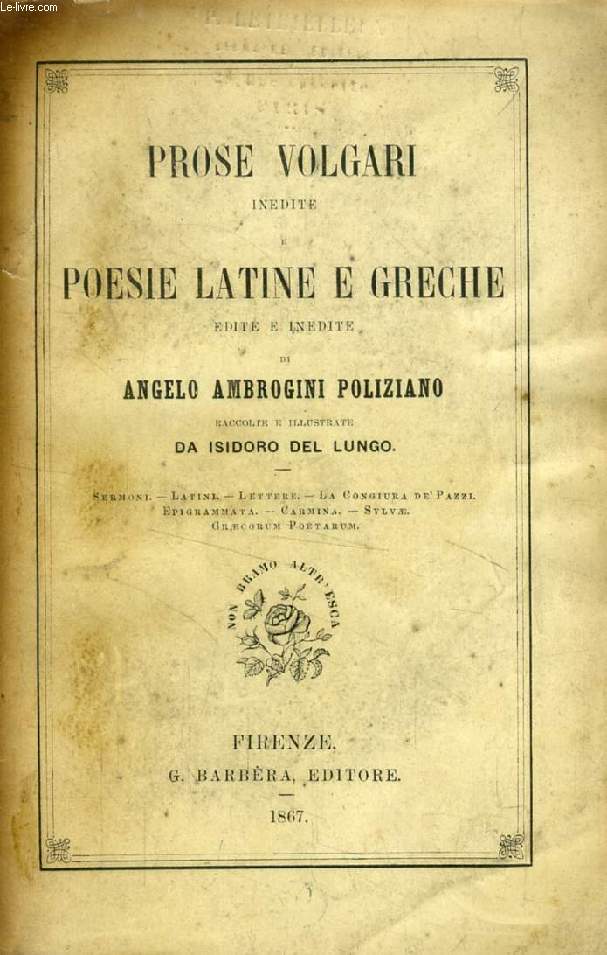 Le-livre.com
PROSE VOLGARI
INEDITE
E
POESIE LATINE E GRECHE
EDITE E INEDITE
DI
ANGELO AMBROGINI POLIZIANO
RACCOLTE E ILLUSTRATE
DA ISIDORO DEL LUNGO.
SERMONI. — LATINI. — LETTERE. — LA CONGIURA DE' PAZZI.
EPIGRAMMATA. — CARMINA. — SYLVÆ.
GRÆCORUM POETARUM.
NON BRAMO ALTR'ESCA
FIRENZE.
G. BARBÈRA, EDITORE.
1867.